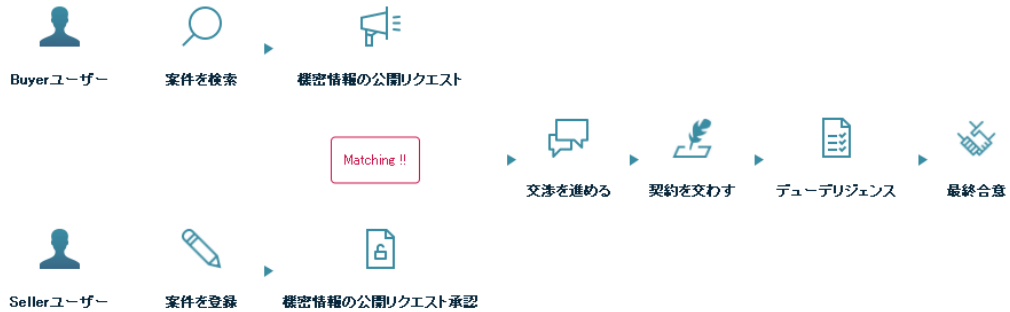 Buyerユーザー
案件を検索
機密情報の公開リクエスト
Matching !!
交渉を進める
契約を交わす
デューデリジェンス
最終合意
Sellerユーザー
案件を登録
機密情報の公開リクエスト承認